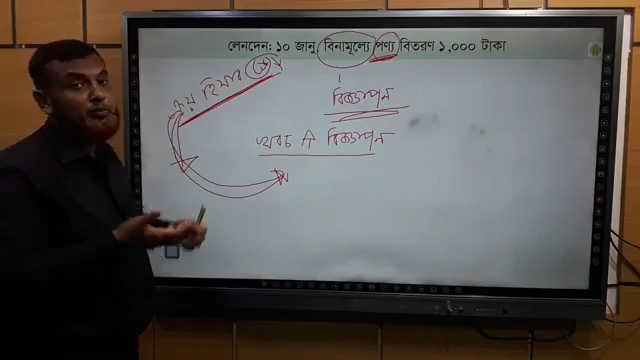 লেনদেন: ১০ জানু বিনামূল্যে পণ্য বিতরণ ১,০০০ টাকা
ক্রয় হিসাব
বিজ্ঞাপন
খরচ A বিজ্ঞাপন